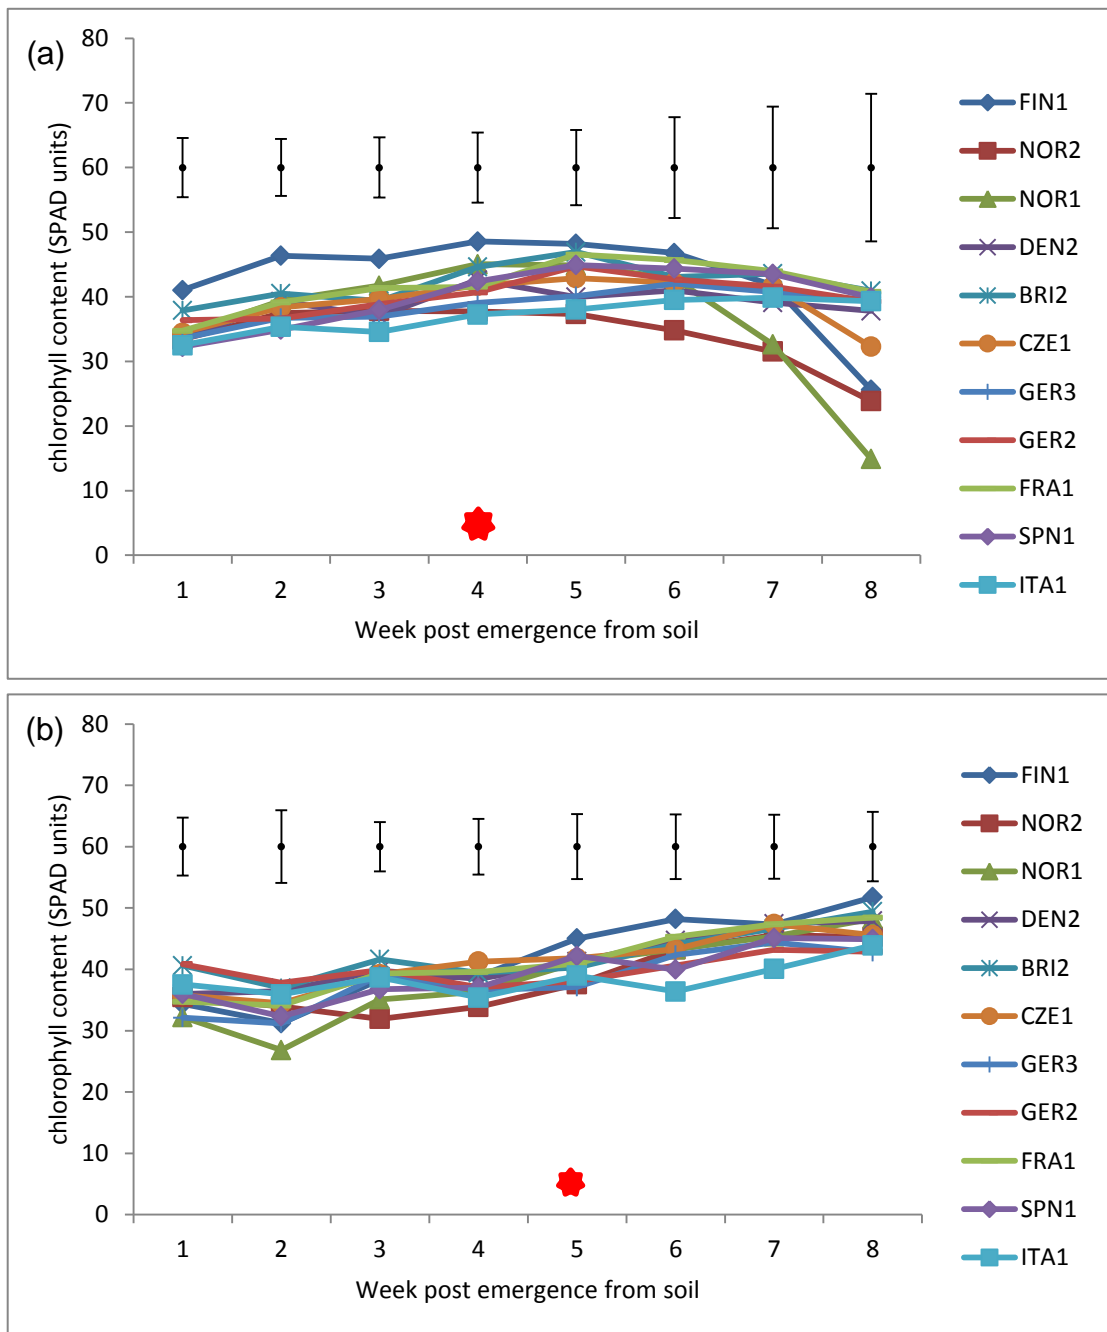 (a)
chlorophyll content (SPAD units)
80
70
60
50
40
30
20
10
0
1 2 3 4 5 6 7 8
Week post emergence from soil
FIN1
NOR2
NOR1
DEN2
BRI2
CZE1
GER3
GER2
FRA1
SPN1
ITA1
(b)
chlorophyll content (SPAD units)
80
70
60
50
40
30
20
10
0
1 2 3 4 5 6 7 8
Week post emergence from soil
FIN1
NOR2
NOR1
DEN2
BRI2
CZE1
GER3
GER2
FRA1
SPN1
ITA1